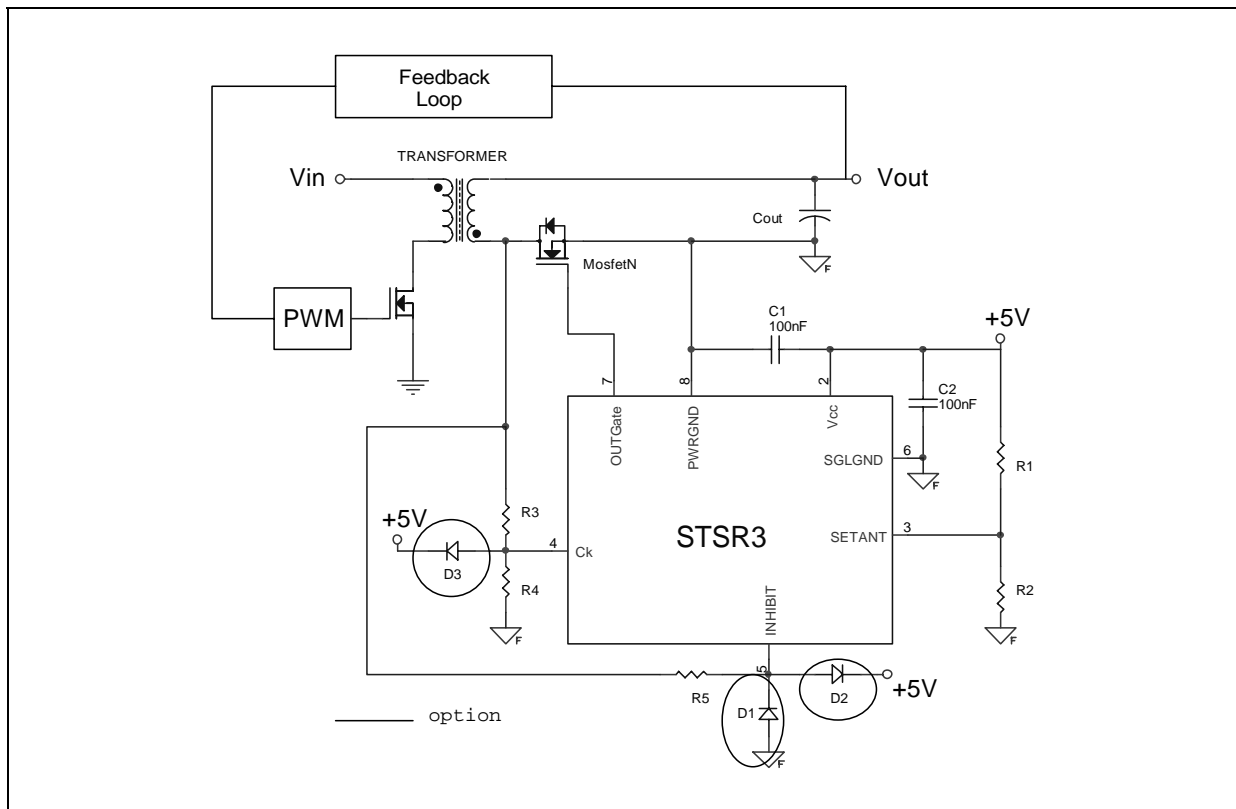 Feedback
Loop
TRANSFORMER
Vin
Vout
Cout
F
MosfetN
PWM
C1
100nF
+5V
7
8
2
C2
100nF
OUTGate
PWRGND
Vcc
SGLGND
6
F
R1
R3
+5V
STSR3
SETANT
3
4
Ck
D3
R4
R2
INHIBIT
F
F
5
R5
D2
+5V
D1
F
option